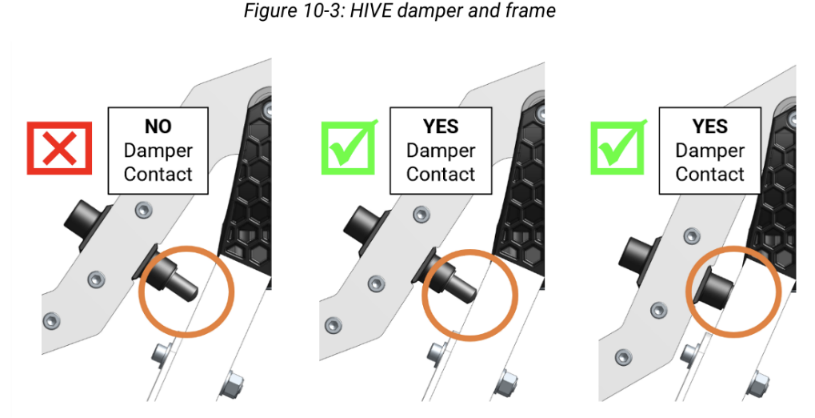 Figure 10-3: HIVE damper and frame
NO
Damper
Contact
YES
Damper
Contact
YES
Damper
Contact